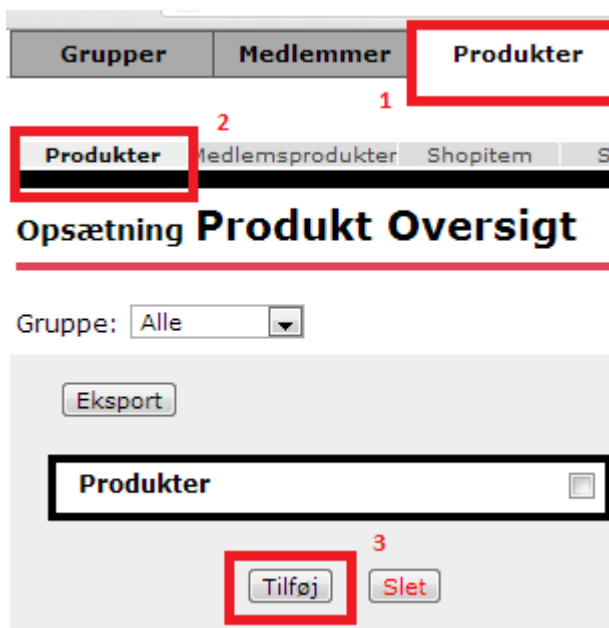 Grupper Medlemmer Produkter
1
2
Produkter Medlemsprodukter Shopitem S
Opsætning Produkt Oversigt
Gruppe: Alle
Eksport
Produkter
3
Tilføj Slet